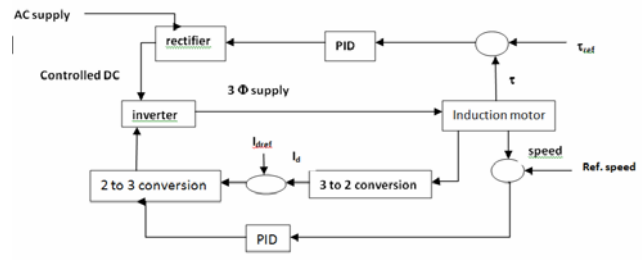 AC supply
rectifier
PID
τref
Controlled DC
τ
3 Φ supply
inverter
Induction motor
Idref
Id
speed
Ref. speed
2 to 3 conversion
3 to 2 conversion
PID